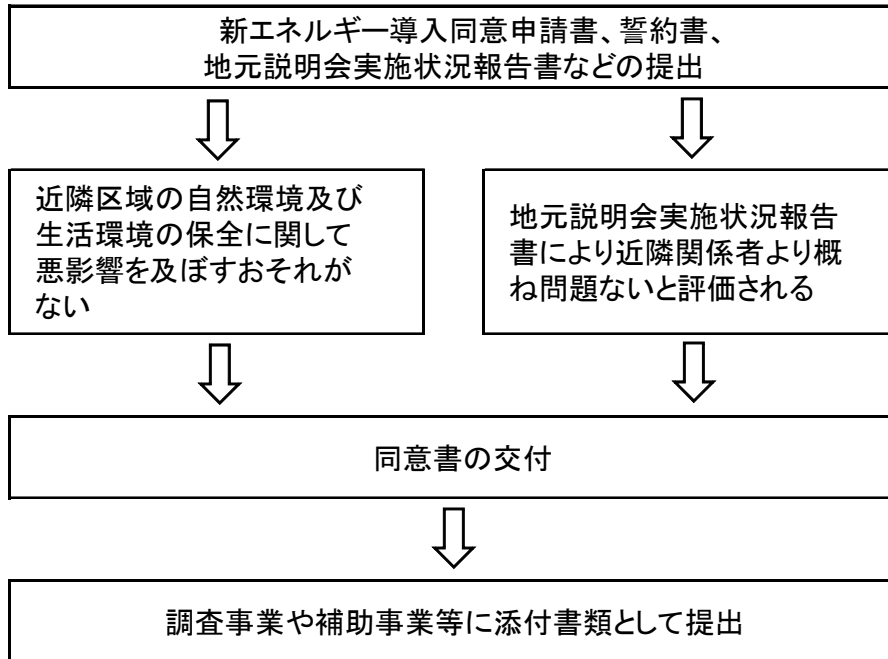 新エネルギー導入同意申請書、誓約書、
地元説明会実施状況報告書などの提出
近隣区域の自然環境及び
生活環境の保全に関して
悪影響を及ぼすおそれが
ない
地元説明会実施状況報告
書により近隣関係者より概
ね問題ないと評価される
同意書の交付
調査事業や補助事業等に添付書類として提出